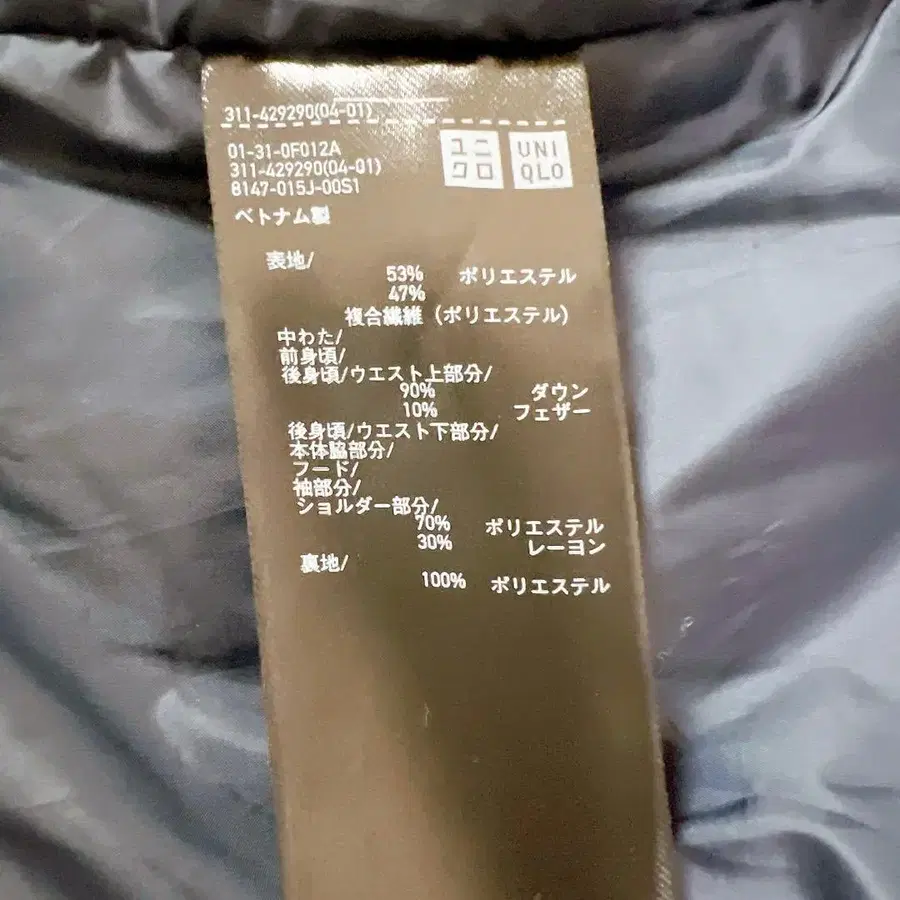 311-429290(04-01)
01-31-0F012A
311-429290(04-01)
8147-015J-00S1
ユニ
クロ
UNI
QLO
ベトナム製
表地/
53% ポリエステル
47%
複合繊維 (ポリエステル)
中わた/
前身頃/
後身頃/ウエスト上部分/
90% ダウン
10% フェザー
後身頃/ウエスト下部分/
本体脇部分/
フード/
袖部分/
ショルダー部分/
70% ポリエステル
30% レーヨン
裏地/
100% ポリエステル